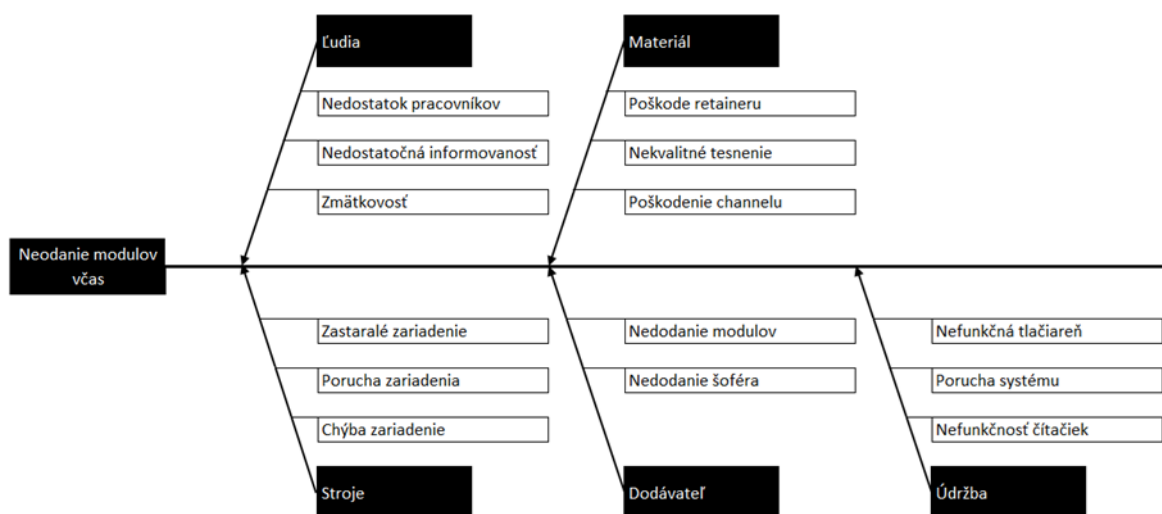 Ľudia
Materiál
Nedostatok pracovníkov
Poškode retaineru
Nedostatočná informovanosť
Nekvalitné tesnenie
Zmätkovosť
Poškodenie channelu
Neodanie modulov
včas
Zastaralé zariadenie
Nedodanie modulov
Nefunkčná tlačiareň
Porucha zariadenia
Nedodanie šoféra
Porucha systému
Chýba zariadenie
Nefunkčnosť čítačiek
Stroje
Dodávateľ
Údržba